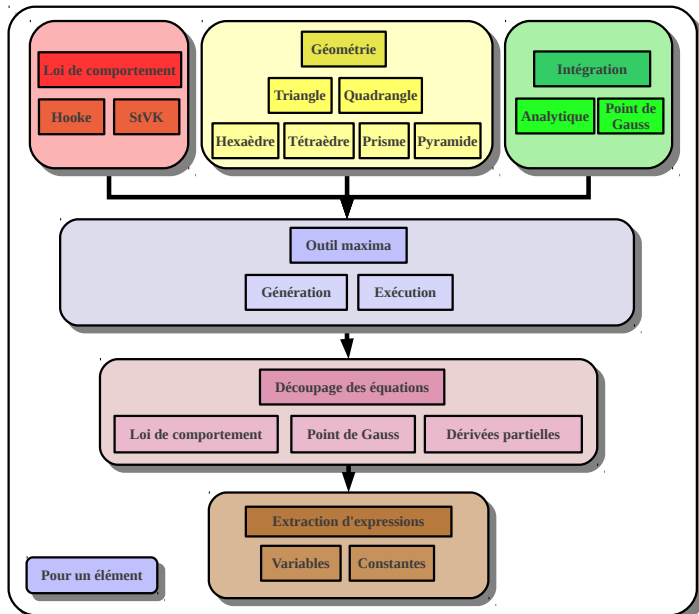 Loi de comportement
Hooke
StVK
Géométrie
Triangle
Quadrangle
Hexaèdre
Tétraèdre
Prisme
Pyramide
Intégration
Analytique
Point de
Gauss
Outil maxima
Génération
Exécution
Découpage des équations
Loi de comportement
Point de Gauss
Dérivées partielles
Extraction d'expressions
Variables
Constantes
Pour un élément